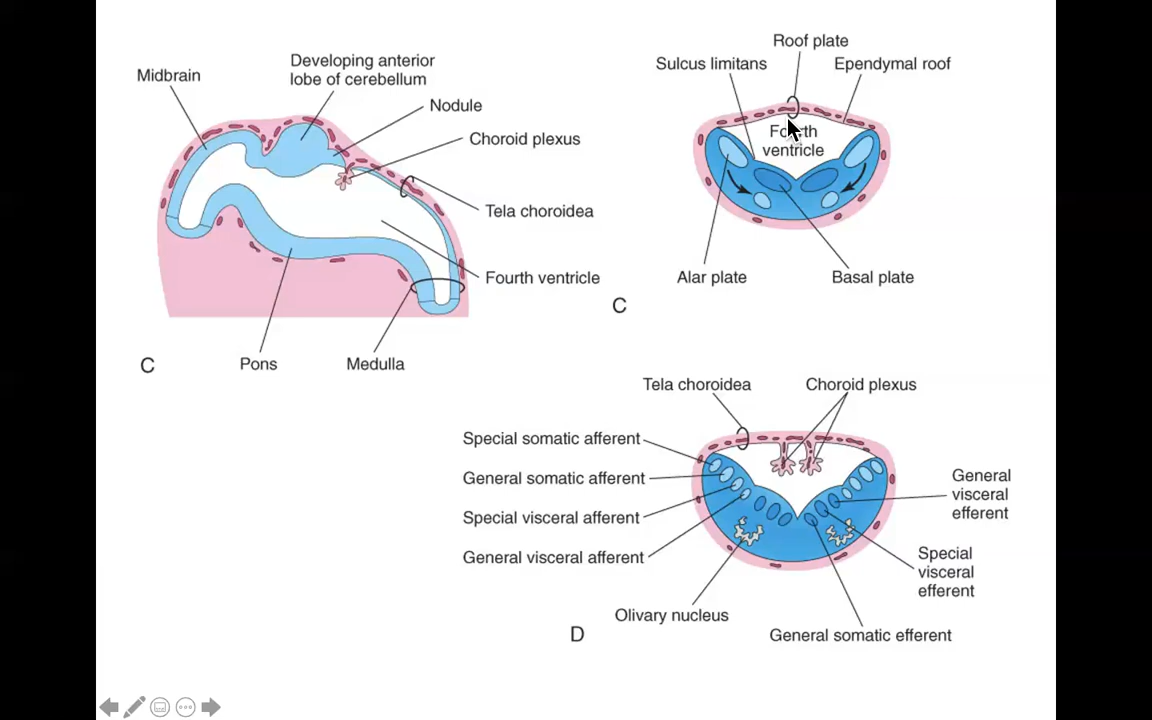 Midbrain
Developing anterior
lobe of cerebellum
Nodule
Choroid plexus
Tela choroidea
Fourth ventricle
Pons
Medulla
C
Roof plate
Sulcus limitans
Ependymal roof
Fourth
ventricle
Alar plate
Basal plate
C
Tela choroidea
Choroid plexus
Special somatic afferent
General somatic afferent
Special visceral afferent
General visceral afferent
Olivary nucleus
General
visceral
efferent
Special
visceral
efferent
General somatic efferent
D